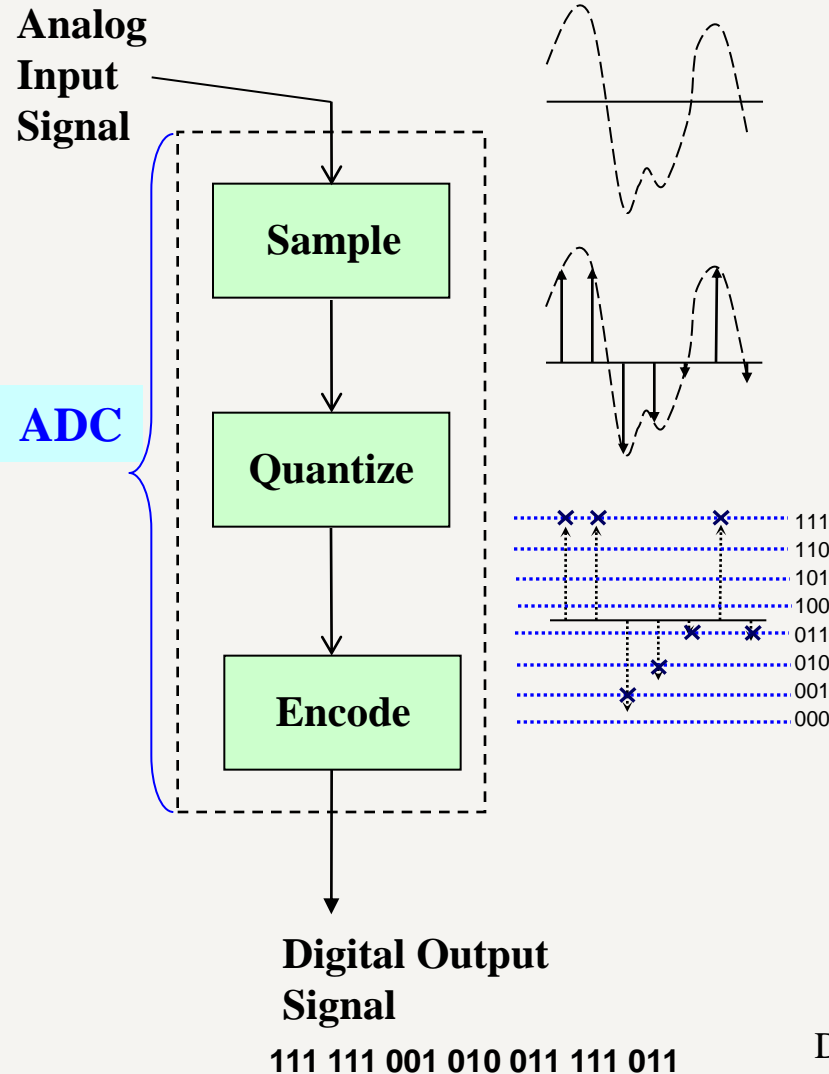 Analog
Input
Signal
Sample
ADC
Quantize
111
110
101
100
011
010
001
000
Encode
Digital Output
Signal
111 111 001 010 011 111 011
D